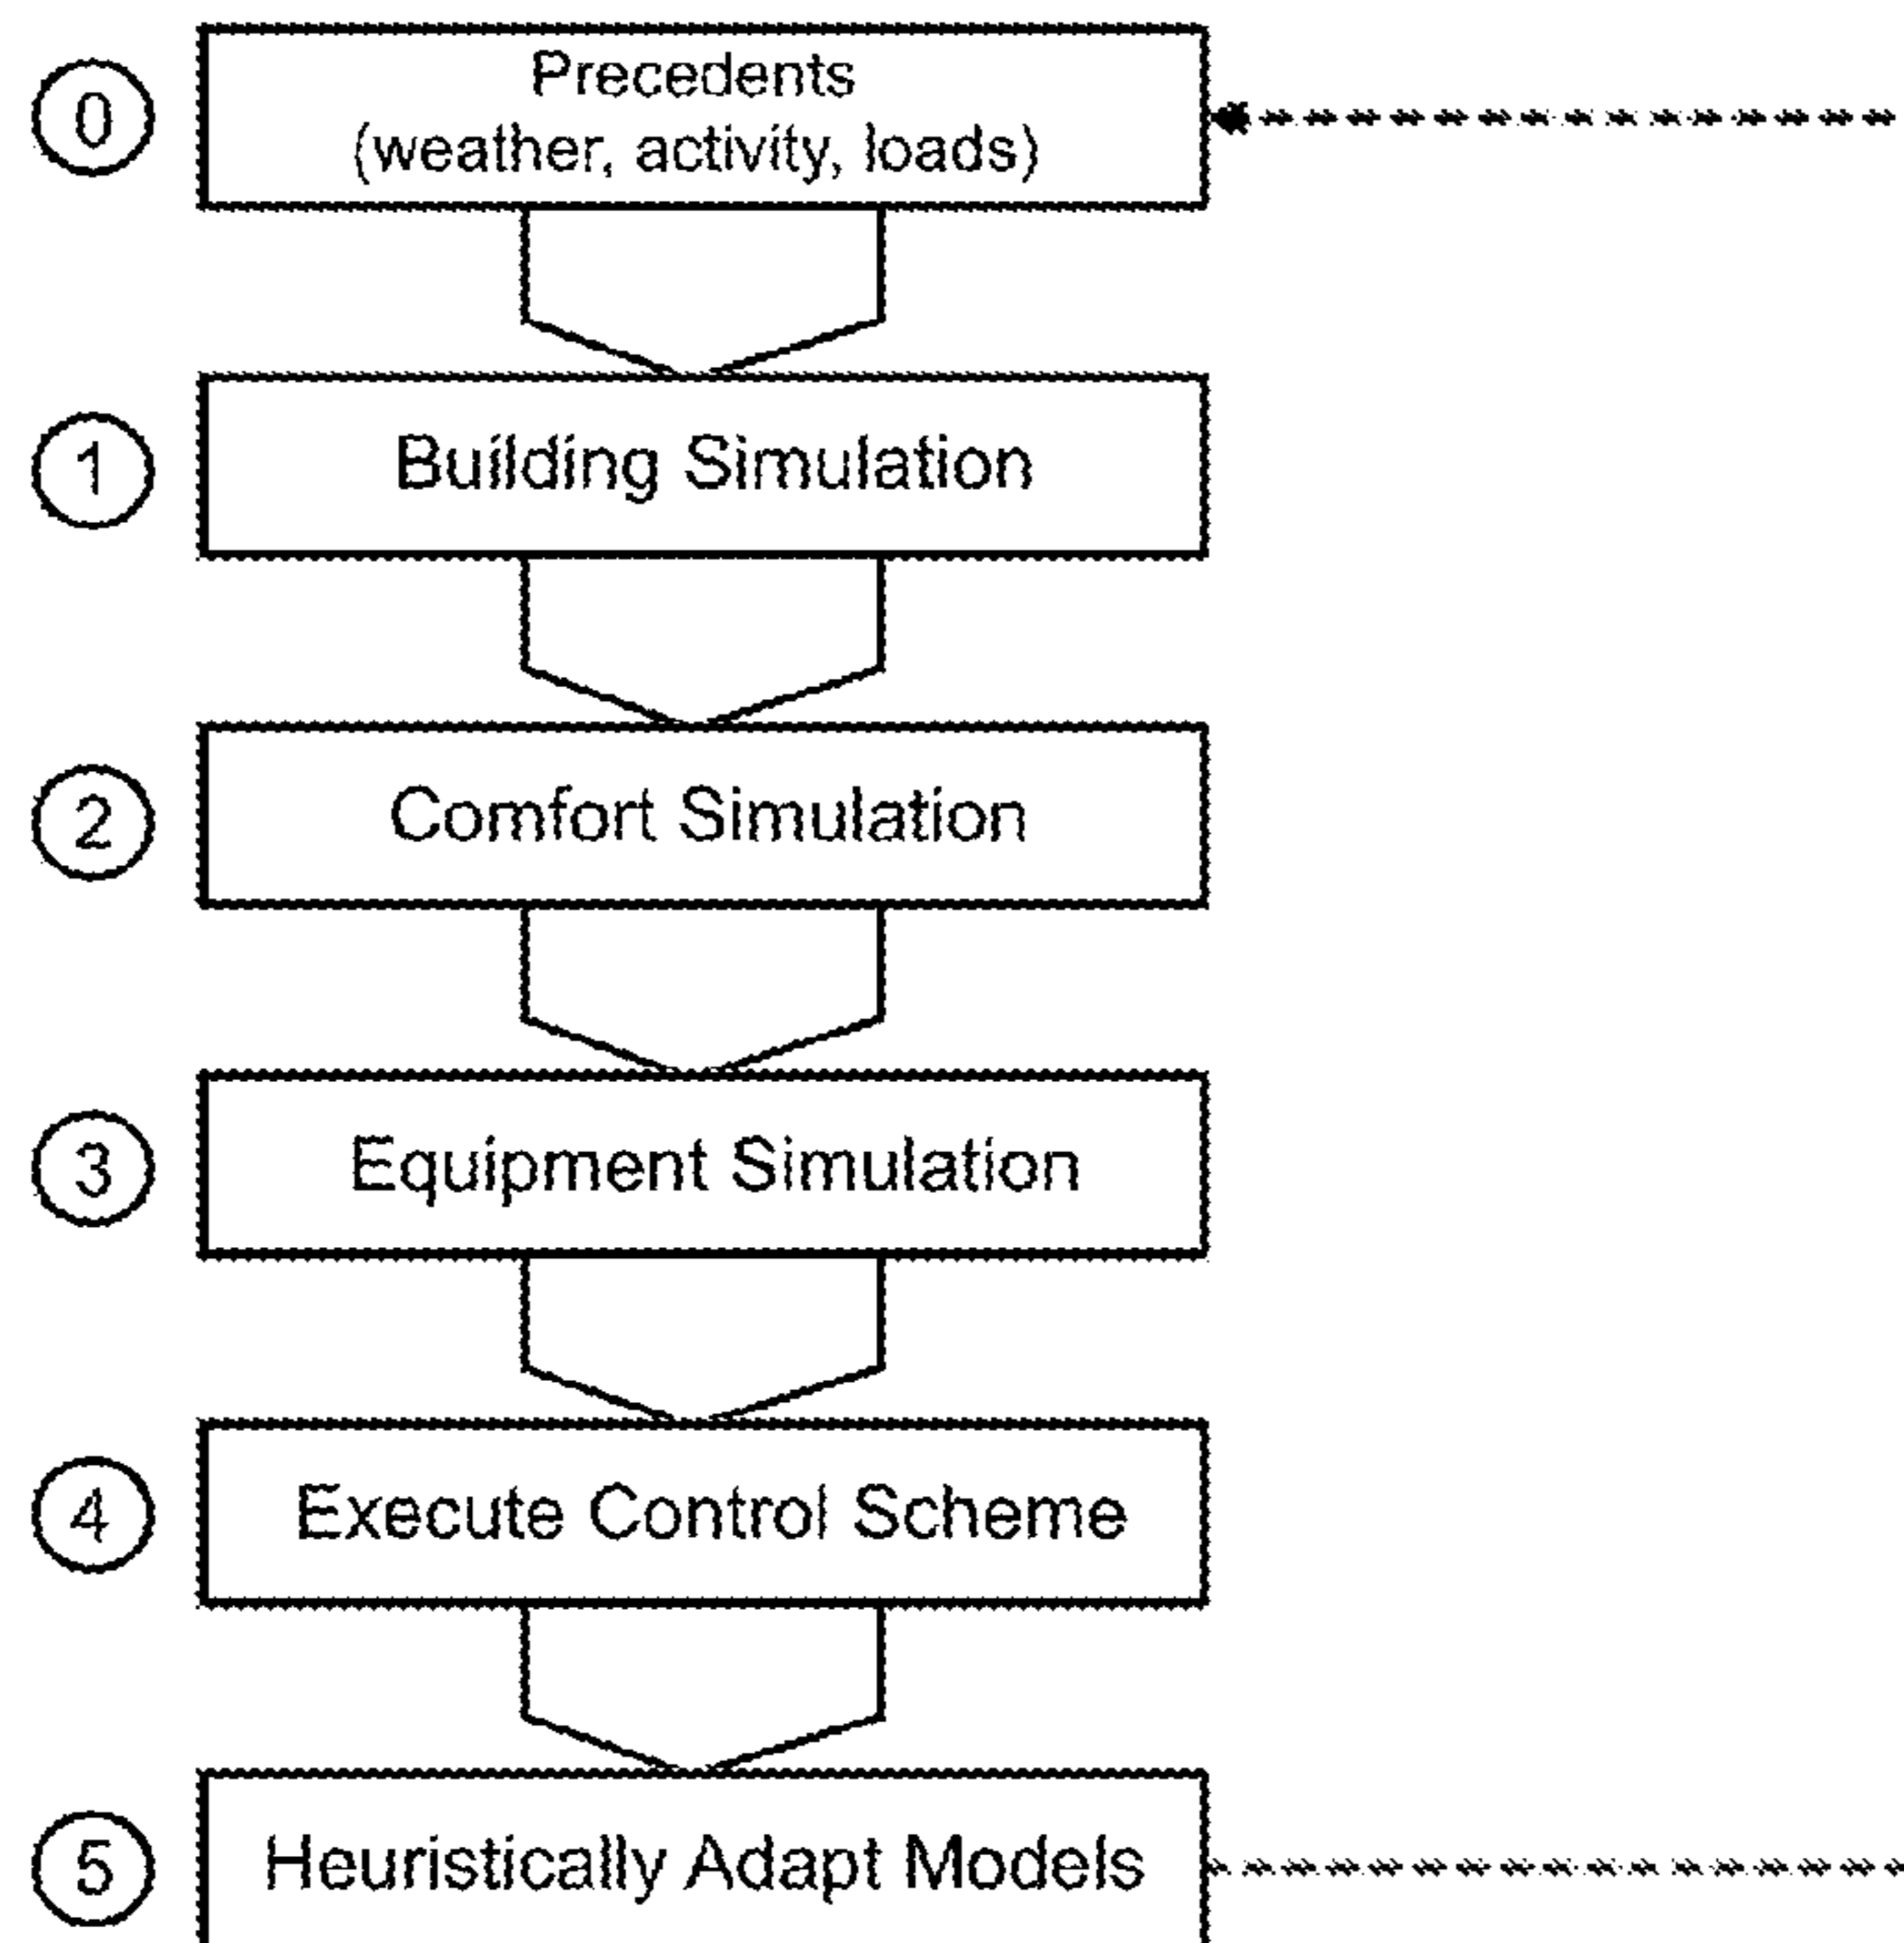 0
Precedents
(weather, activity, loads)
1
Building Simulation
2
Comfort Simulation
3
Equipment Simulation
4
Execute Control Scheme
5
Heuristically Adapt Models